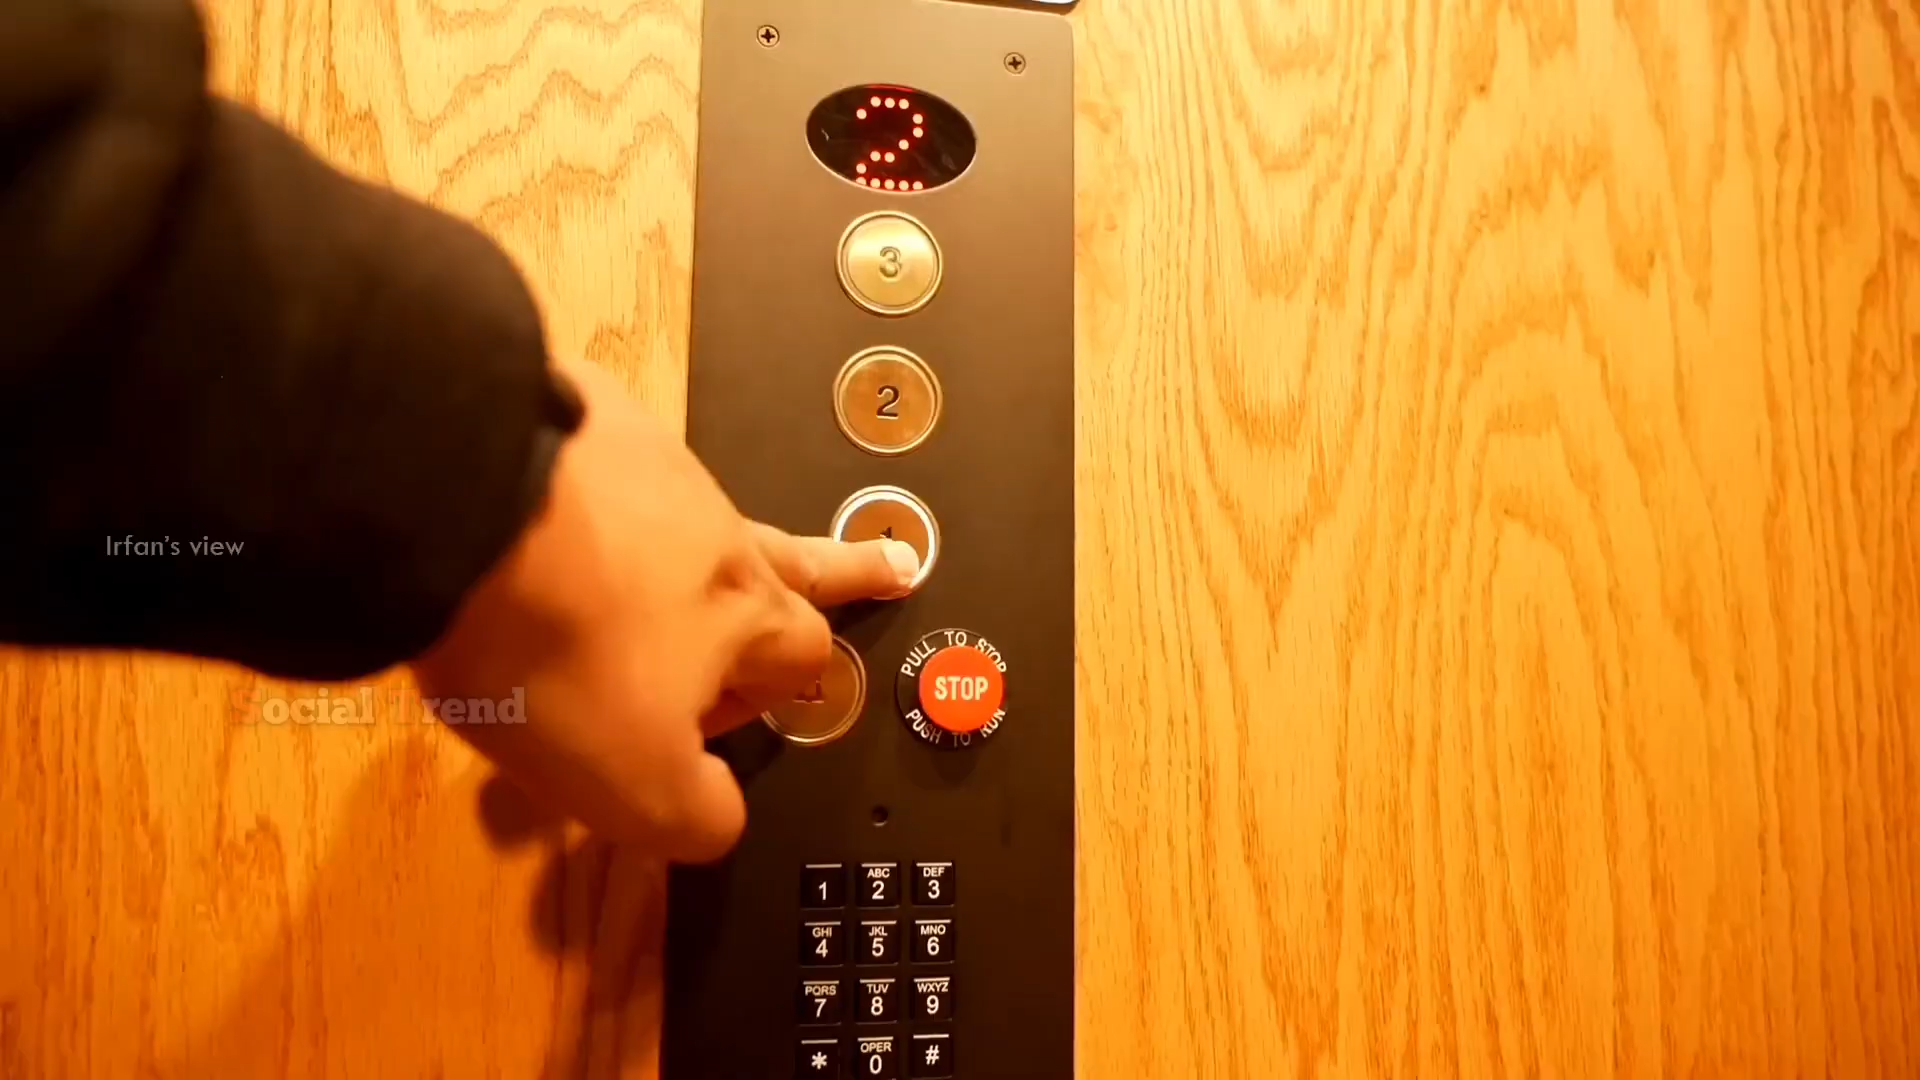 2
3
2
1
Irfan's view
Social Trend
PULL TO STOP
STOP
PUSH TO RUN
1
ABC
2
DEF
3
GHI
4
JKL
5
MNO
6
PQRS
7
TUV
8
WXYZ
9
*
OPER
0
#